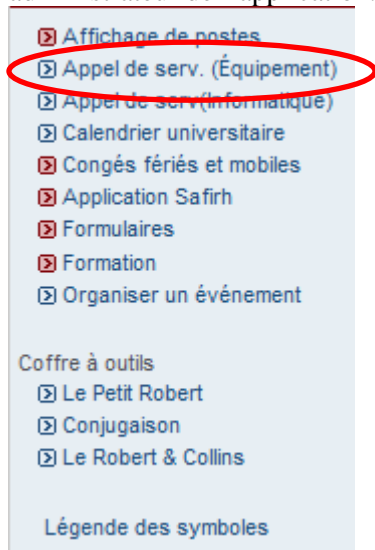 Affichage de postes
Appel de serv. (Équipement)
Appel de serv(Informatique)
Calendrier universitaire
Congés fériés et mobiles
Application Safirh
Formulaires
Formation
Organiser un événement
Coffre à outils
Le Petit Robert
Conjugaison
Le Robert & Collins
Légende des symboles